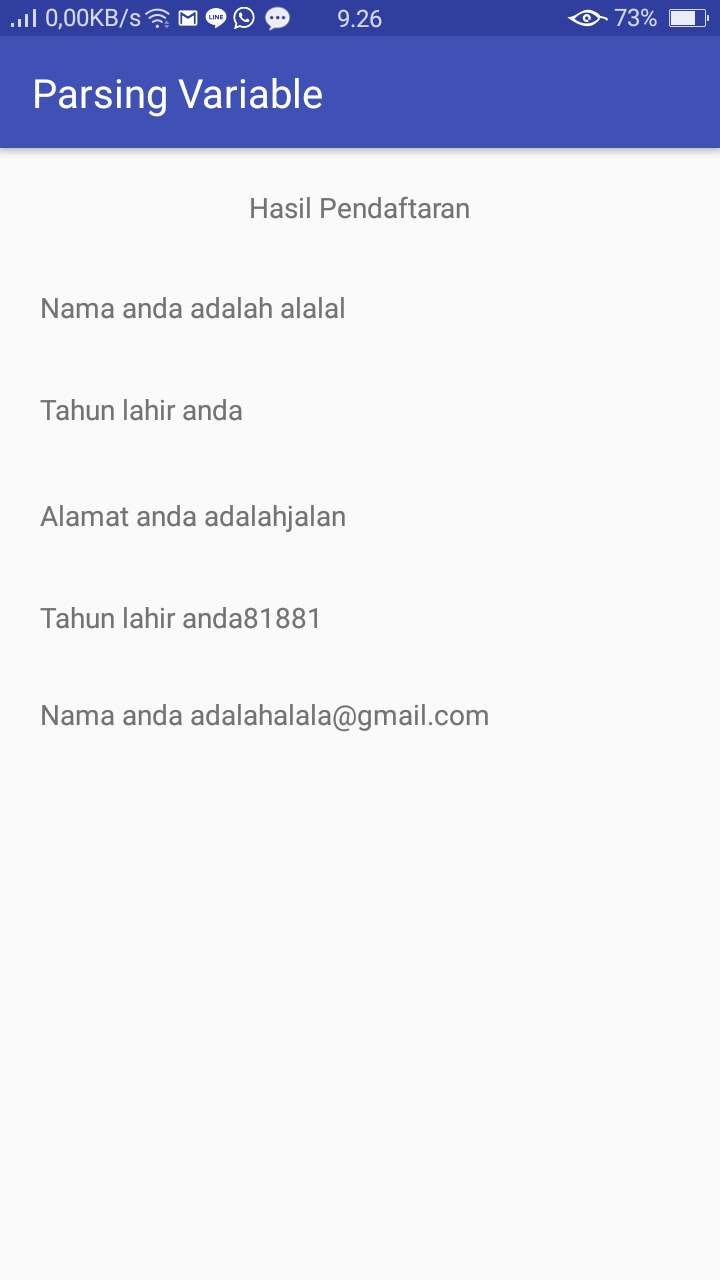 0,00KB/s LINE 9.26 73%
Parsing Variable
Hasil Pendaftaran
Nama anda adalah alalal
Tahun lahir anda
Alamat anda adalahjalan
Tahun lahir anda81881
Nama anda adalahalala@gmail.com